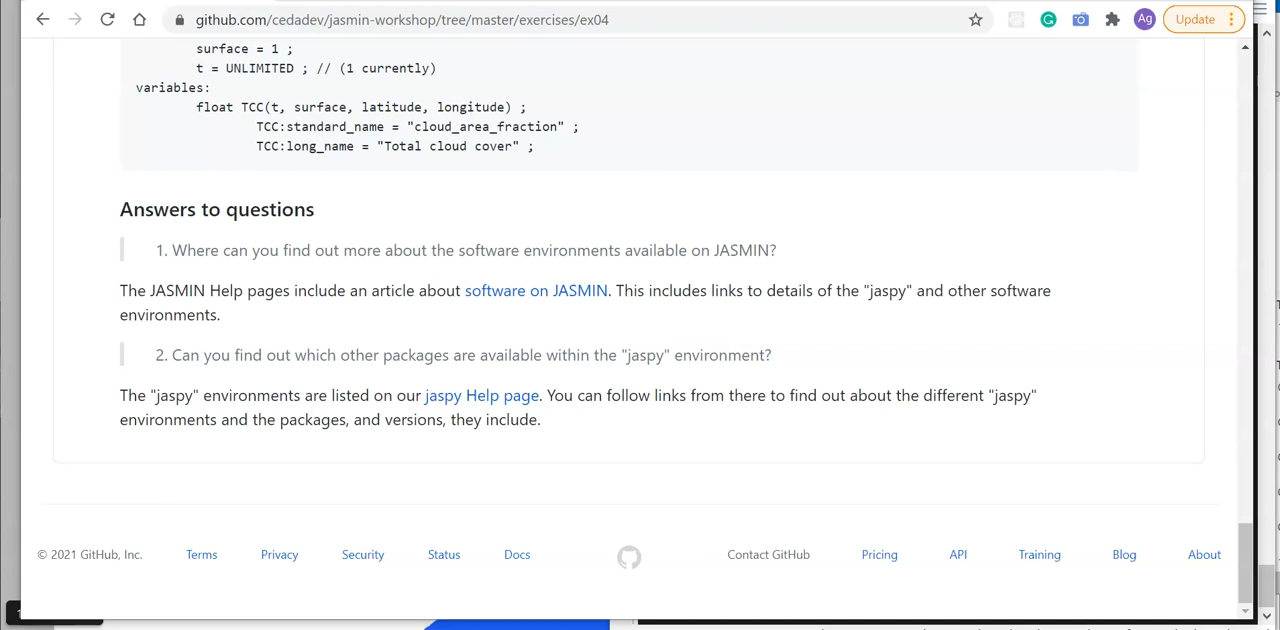 github.com/cedadev/jasmin-workshop/tree/master/exercises/ex04
Ag
Update
surface = 1 ;
t = UNLIMITED ; // (1 currently)
variables:
float TCC(t, surface, latitude, longitude) ;
TCC:standard_name = "cloud_area_fraction" ;
TCC:long_name = "Total cloud cover" ;
Answers to questions
1. Where can you find out more about the software environments available on JASMIN?
The JASMIN Help pages include an article about software on JASMIN. This includes links to details of the "jaspy" and other software
environments.
2. Can you find out which other packages are available within the "jaspy" environment?
The "jaspy" environments are listed on our jaspy Help page. You can follow links from there to find out about the different "jaspy"
environments and the packages, and versions, they include.
© 2021 GitHub, Inc. Terms Privacy Security Status Docs Contact GitHub Pricing API Training Blog About